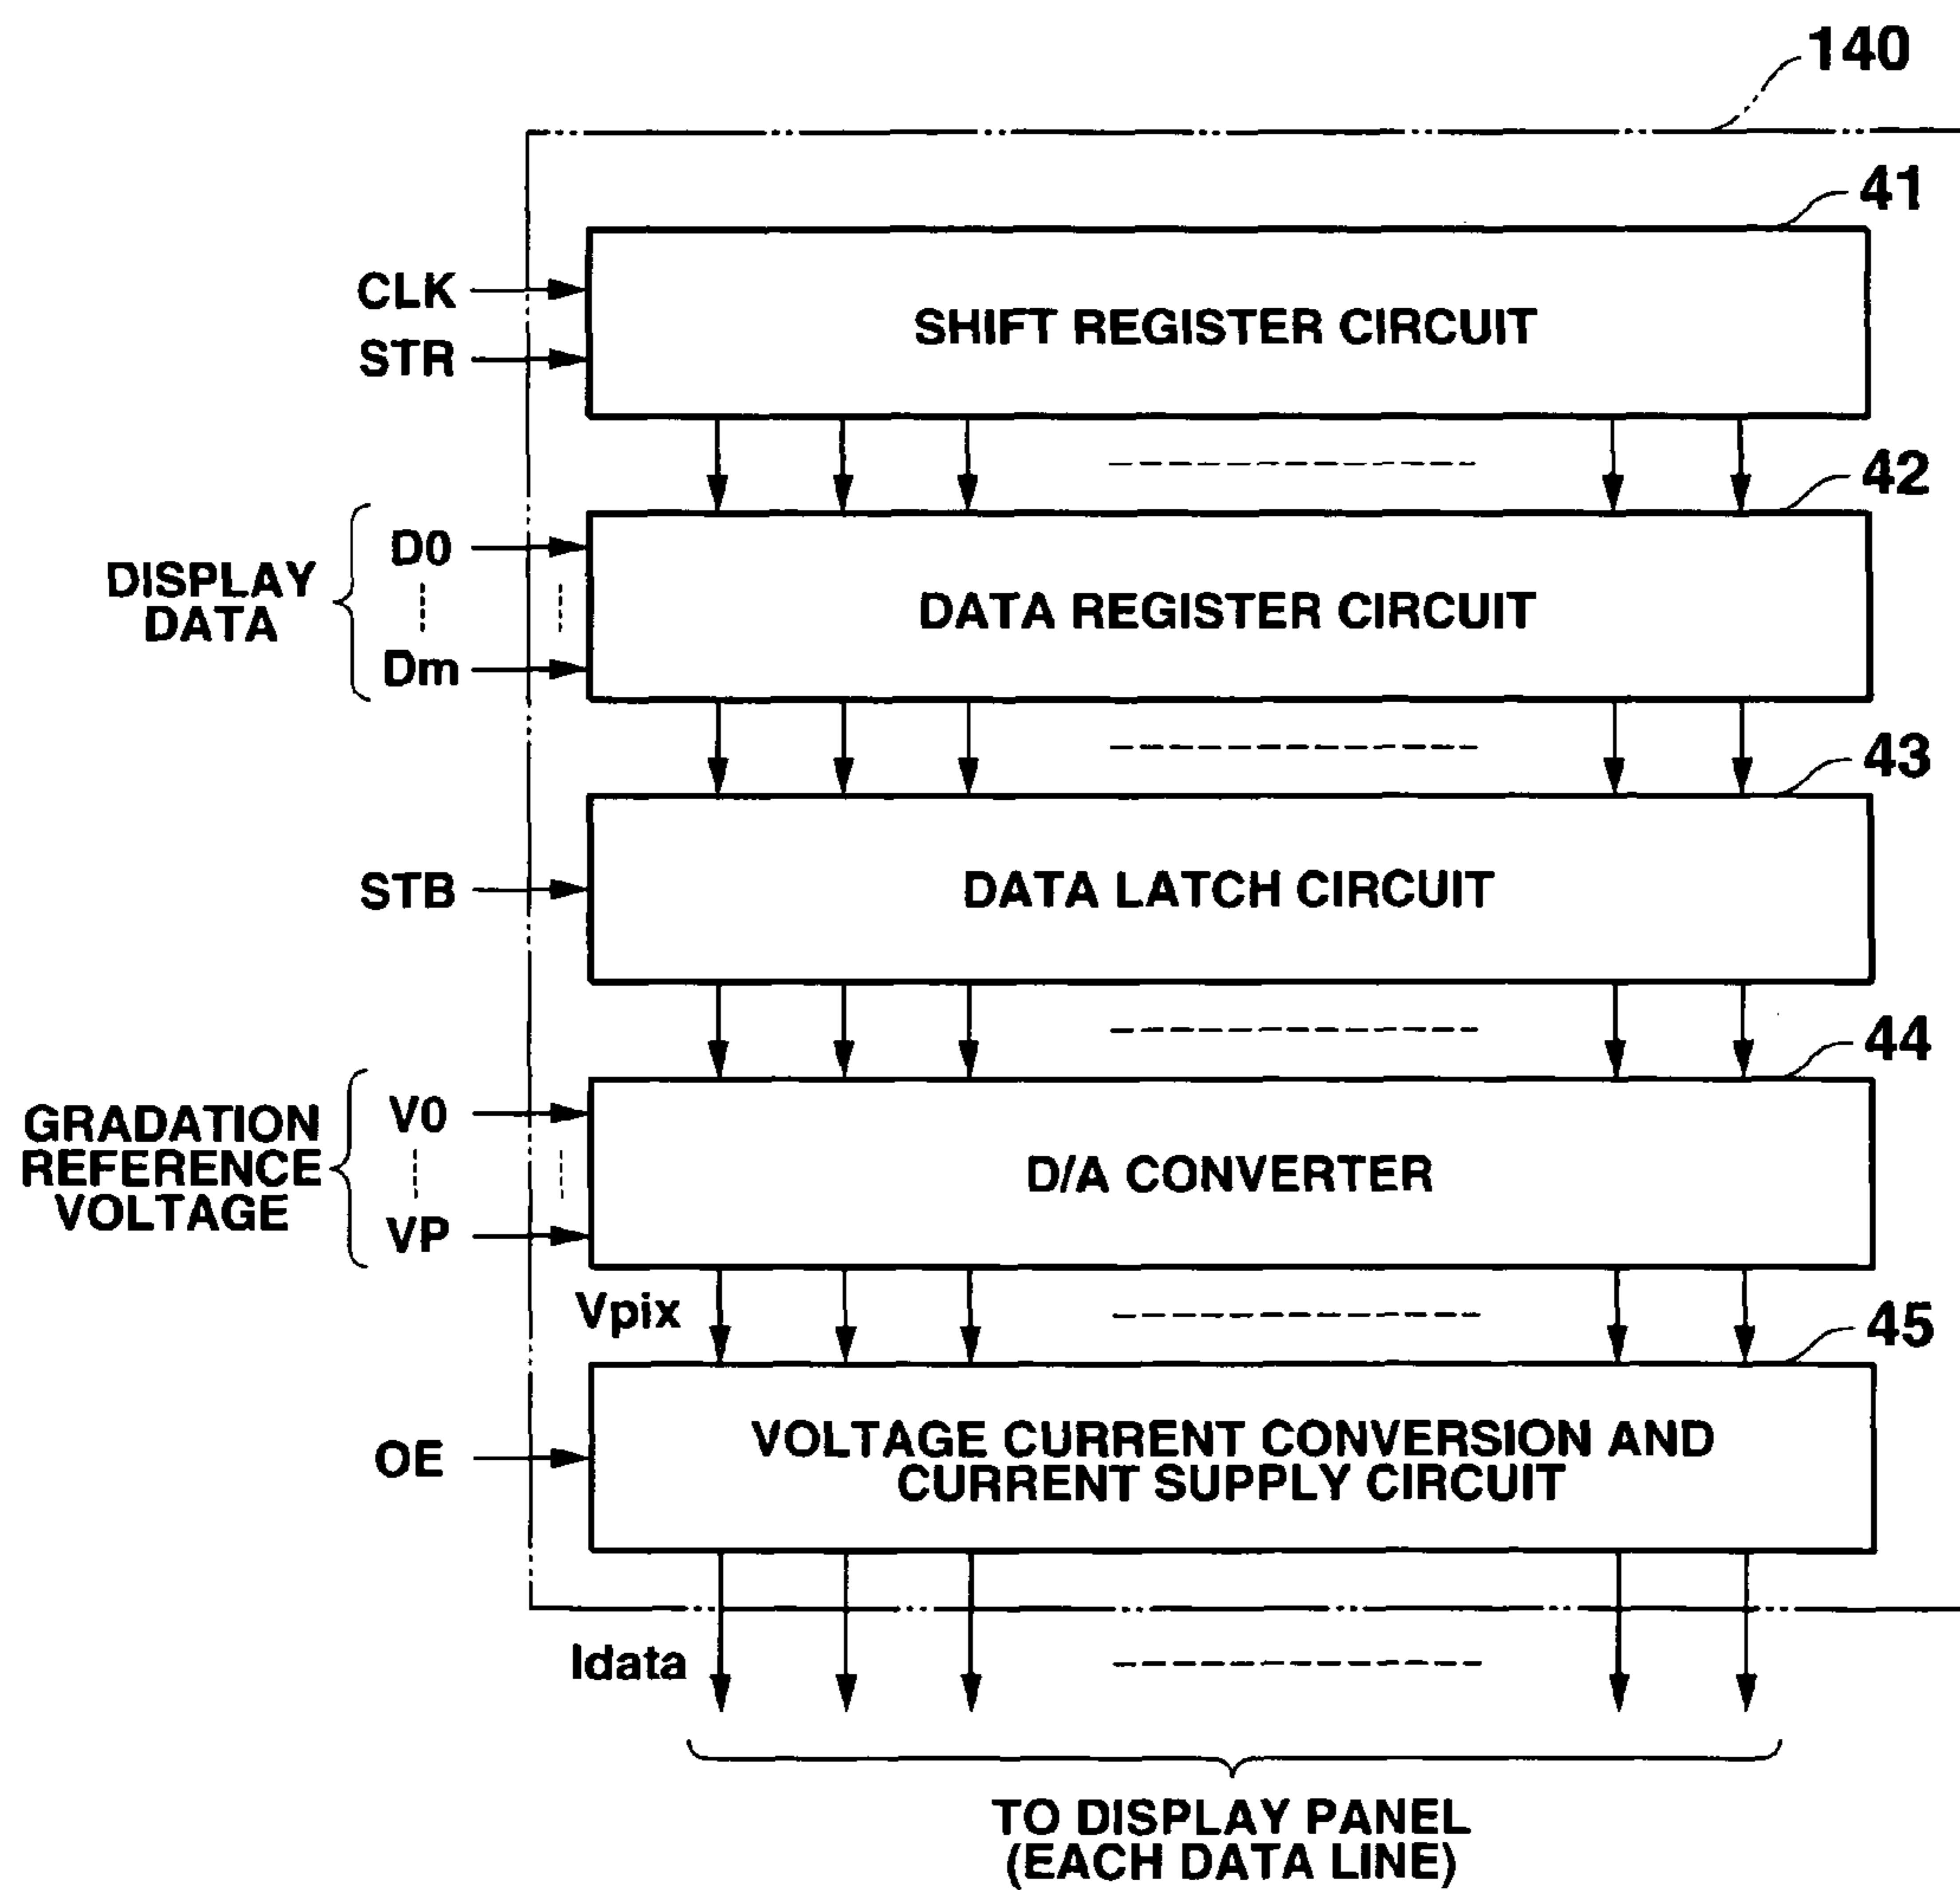 140
41
CLK
STR
SHIFT REGISTER CIRCUIT
42
DISPLAY
DATA
D0
Dm
DATA REGISTER CIRCUIT
43
STB
DATA LATCH CIRCUIT
44
GRADATION
REFERENCE
VOLTAGE
V0
VP
D/A CONVERTER
Vpix
45
OE
VOLTAGE CURRENT CONVERSION AND
CURRENT SUPPLY CIRCUIT
Idata
TO DISPLAY PANEL
(EACH DATA LINE)